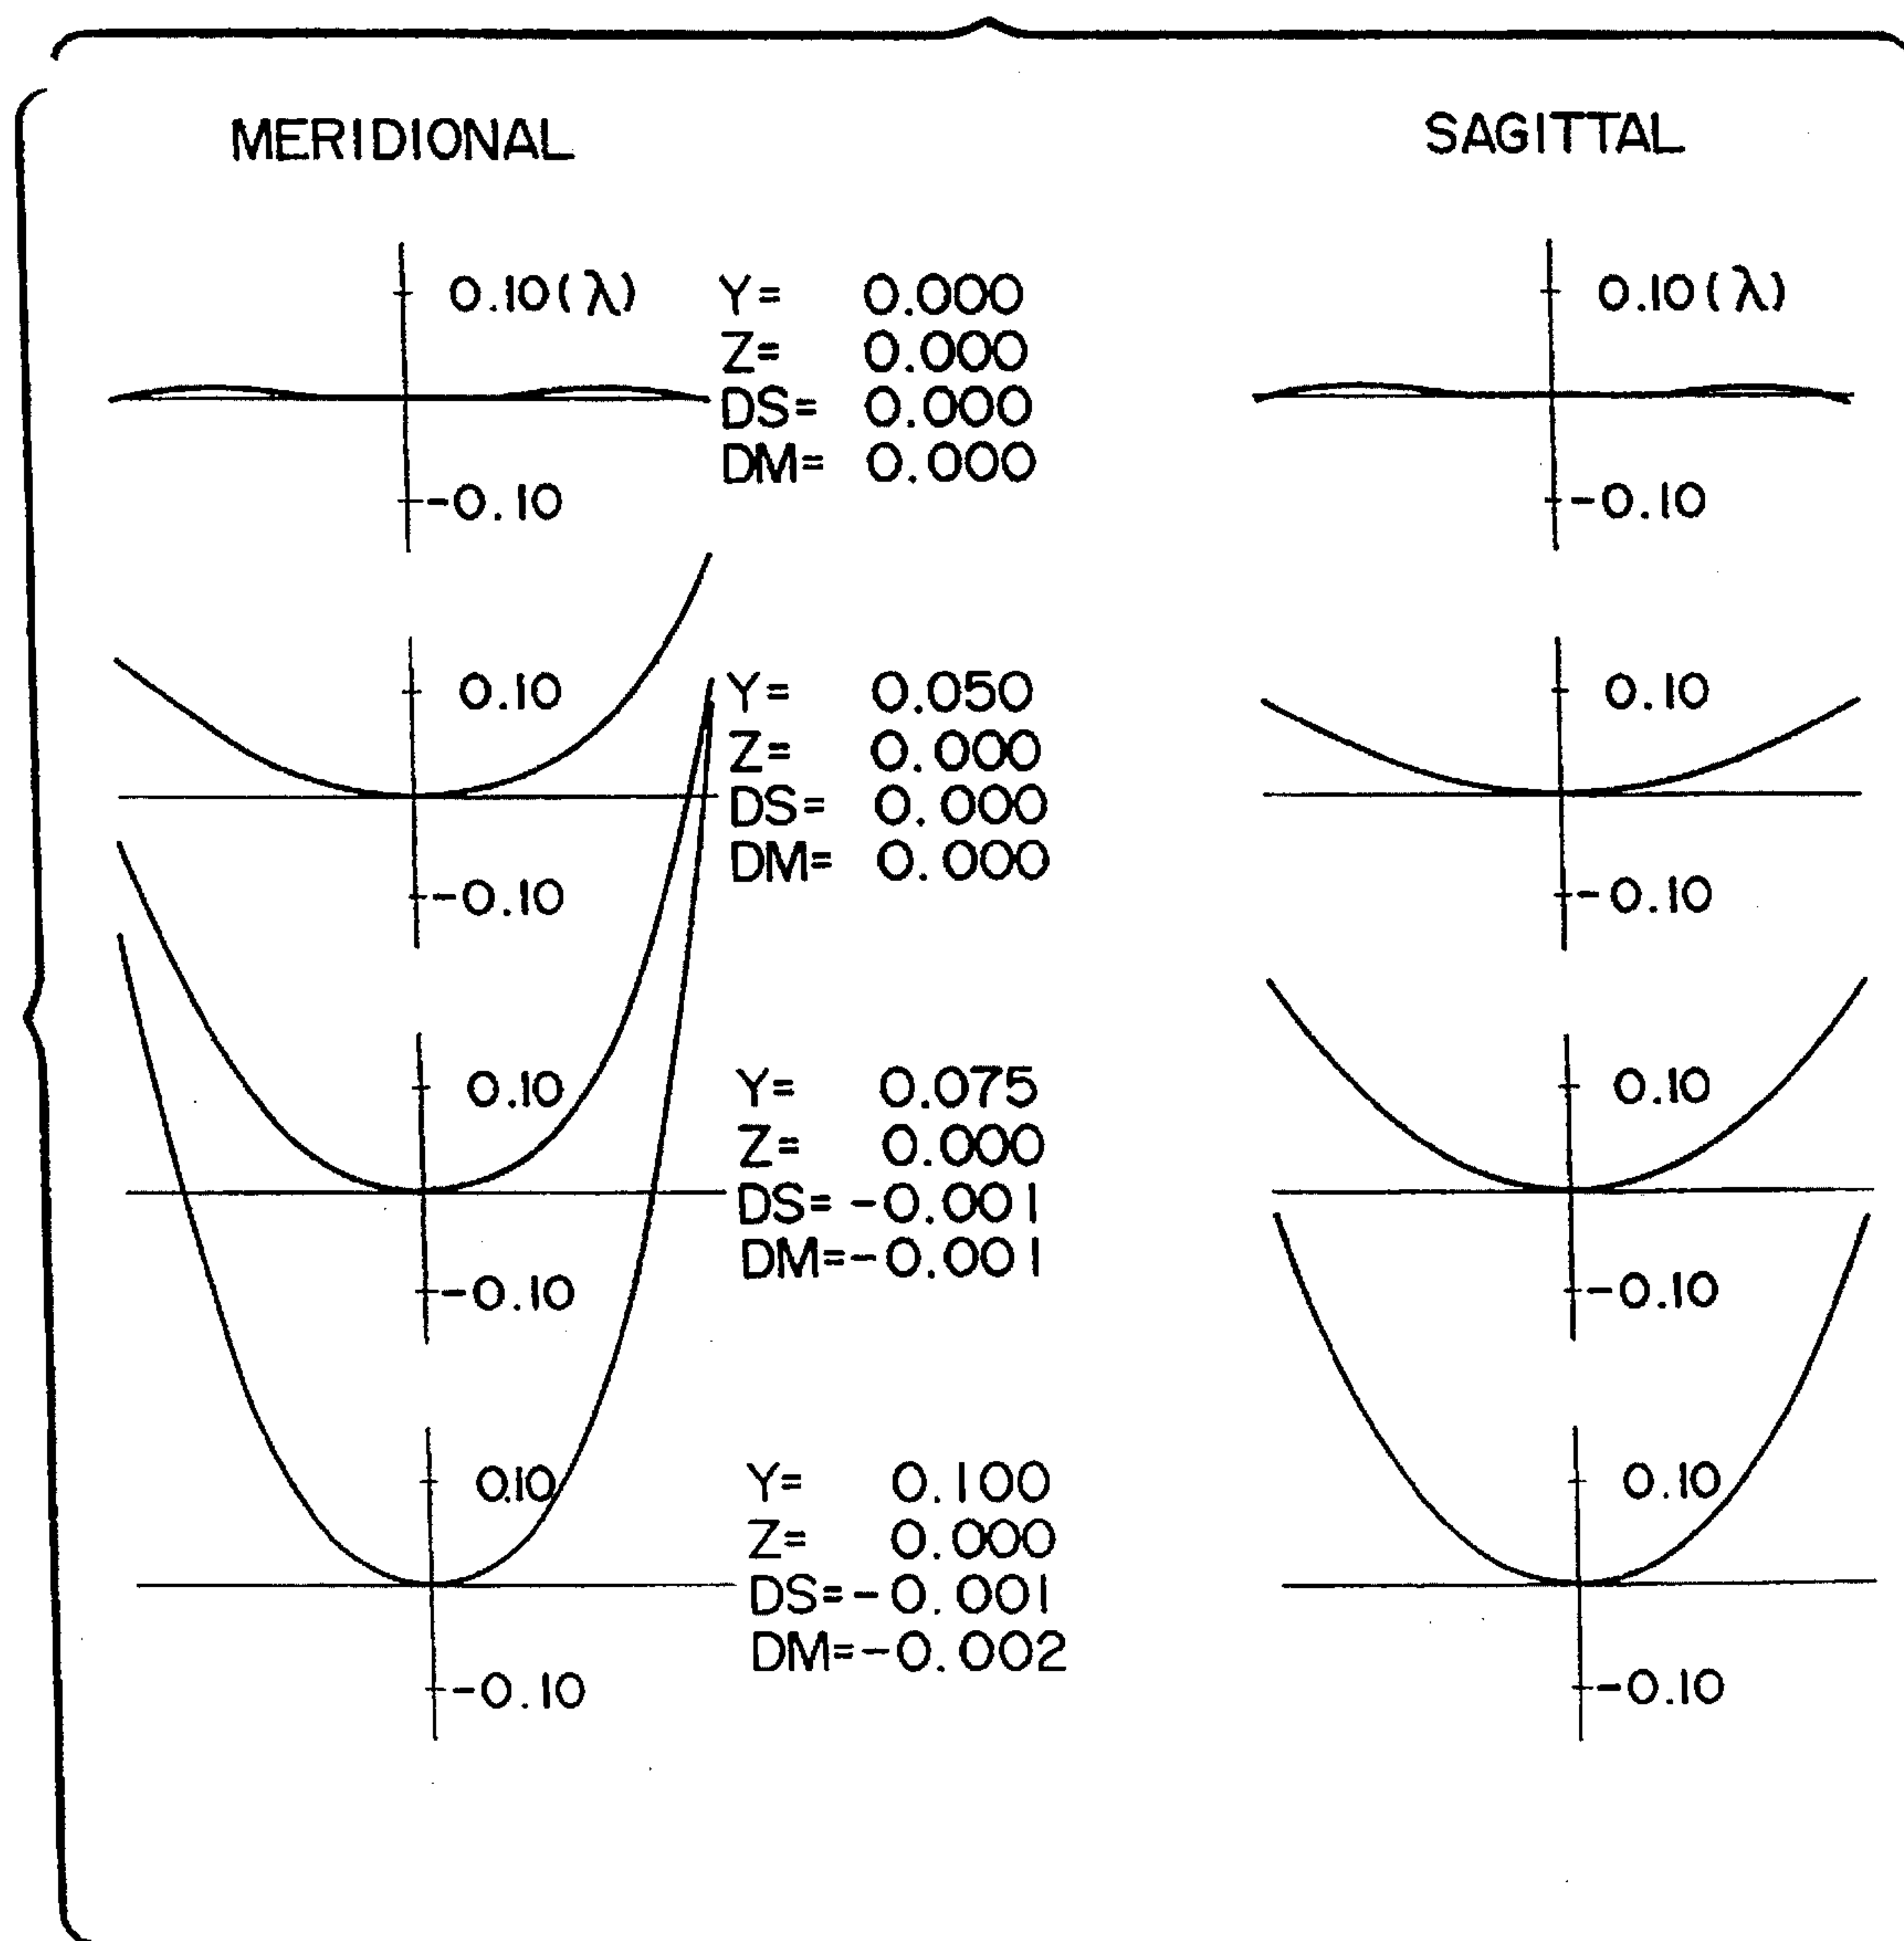 MERIDIONAL
SAGITTAL
0.10(λ)
-0.10
Y= 0.000
Z= 0.000
DS= 0.000
DM= 0.000
0.10(λ)
-0.10
0.10
-0.10
Y= 0.050
Z= 0.000
DS= 0.000
DM= 0.000
0.10
-0.10
0.10
-0.10
Y= 0.075
Z= 0.000
DS= -0.001
DM=-0.001
0.10
-0.10
0.10
-0.10
Y= 0.100
Z= 0.000
DS=-0.001
DM=-0.002
0.10
-0.10